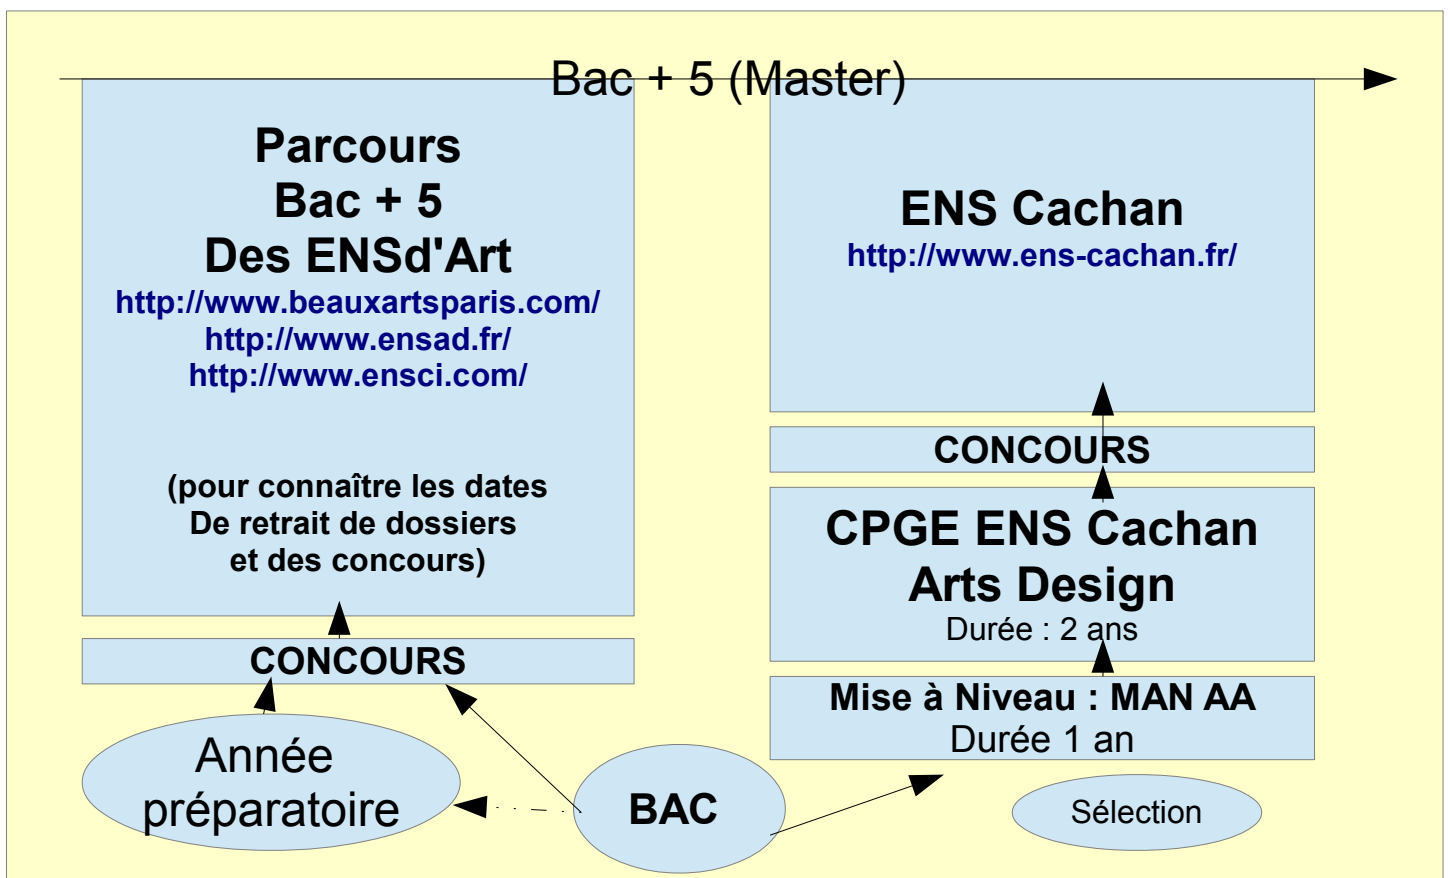 Bac + 5 (Master)
Parcours
Bac + 5
Des ENSd'Art
http://www.beauxartsparis.com/
http://www.ensad.fr/
http://www.ensci.com/
(pour connaître les dates
De retrait de dossiers
et des concours)
CONCOURS
Année
préparatoire
BAC
ENS Cachan
http://www.ens-cachan.fr/
CONCOURS
CPGE ENS Cachan
Arts Design
Durée : 2 ans
Mise à Niveau : MAN AA
Durée 1 an
Sélection